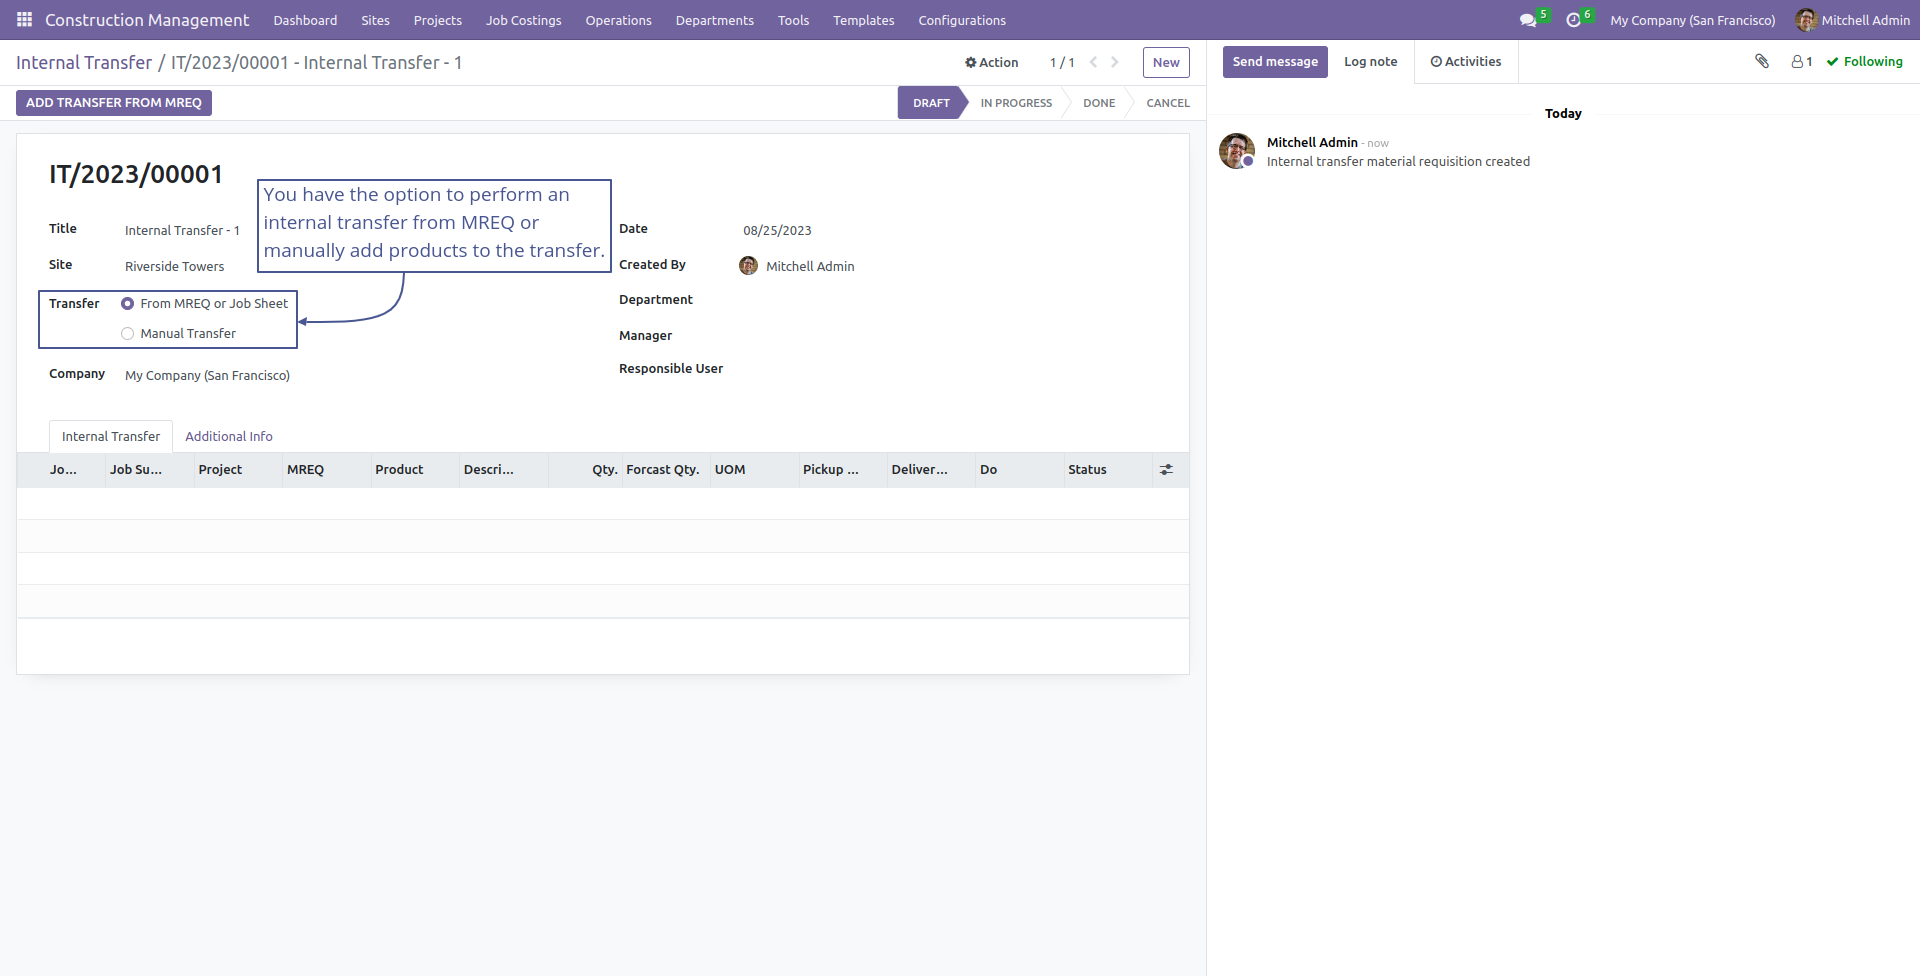 Construction Management Dashboard Sites Projects Job Costings Operations Departments Tools Templates Configurations 5 6 My Company (San Francisco) Mitchell Admin
Internal Transfer / IT/2023/00001 - Internal Transfer - 1 Action 1 / 1 New
Send message Log note Activities 1 Following
ADD TRANSFER FROM MREQ DRAFT IN PROGRESS DONE CANCEL
Today
Mitchell Admin - now
Internal transfer material requisition created
IT/2023/00001
You have the option to perform an
internal transfer from MREQ or
manually add products to the transfer.
Title Internal Transfer - 1
Date 08/25/2023
Site Riverside Towers
Created By Mitchell Admin
Transfer From MREQ or Job Sheet
Department
Manual Transfer
Manager
Company My Company (San Francisco)
Responsible User
Internal Transfer Additional Info
Jo... Job Su... Project MREQ Product Descri... Qty. Forcast Qty. UOM Pickup ... Deliver... Do Status